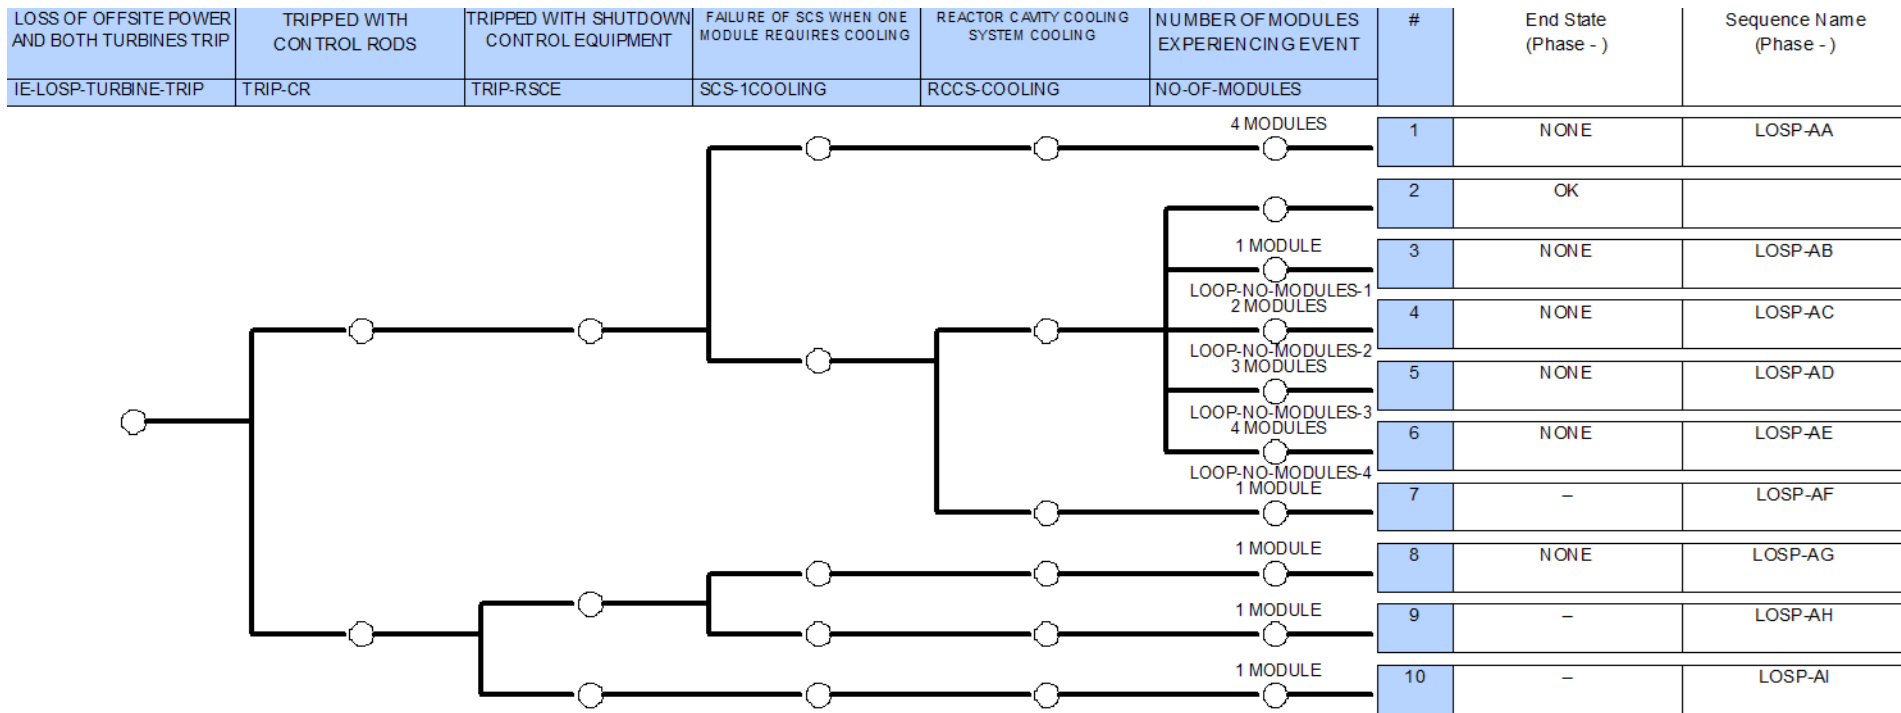 LOSS OF OFFSITE POWER
AND BOTH TURBINES TRIP
TRIPPED WITH
CONTROL RODS
TRIPPED WITH SHUTDOWN
CONTROL EQUIPMENT
FAILURE OF SCS WHEN ONE
MODULE REQUIRES COOLING
REACTOR CAVITY COOLING
SYSTEM COOLING
NUMBER OF MODULES
EXPERIENCING EVENT
#
End State
(Phase - )
Sequence Name
(Phase - )
IE-LOSP-TURBINE-TRIP
TRIP-CR
TRIP-RSCE
SCS-1COOLING
RCCS-COOLING
NO-OF-MODULES
4 MODULES
1
NONE
LOSP-AA
2
OK
1 MODULE
3
NONE
LOSP-AB
LOOP-NO-MODULES-1
2 MODULES
4
NONE
LOSP-AC
LOOP-NO-MODULES-2
3 MODULES
5
NONE
LOSP-AD
LOOP-NO-MODULES-3
4 MODULES
6
NONE
LOSP-AE
LOOP-NO-MODULES-4
1 MODULE
7
–
LOSP-AF
1 MODULE
8
NONE
LOSP-AG
1 MODULE
9
–
LOSP-AH
1 MODULE
10
–
LOSP-AI